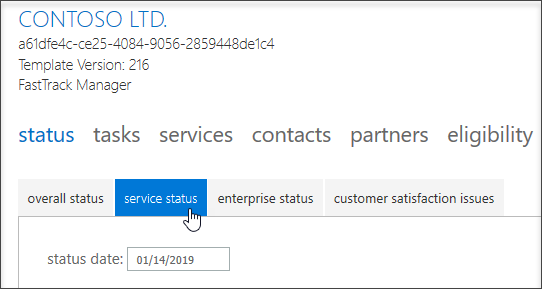 CONTOSO LTD.
a61dfe4c-ce25-4084-9056-2859448de1c4
Template Version: 216
FastTrack Manager
status tasks services contacts partners eligibility
overall status service status enterprise status customer satisfaction issues
status date: 01/14/2019